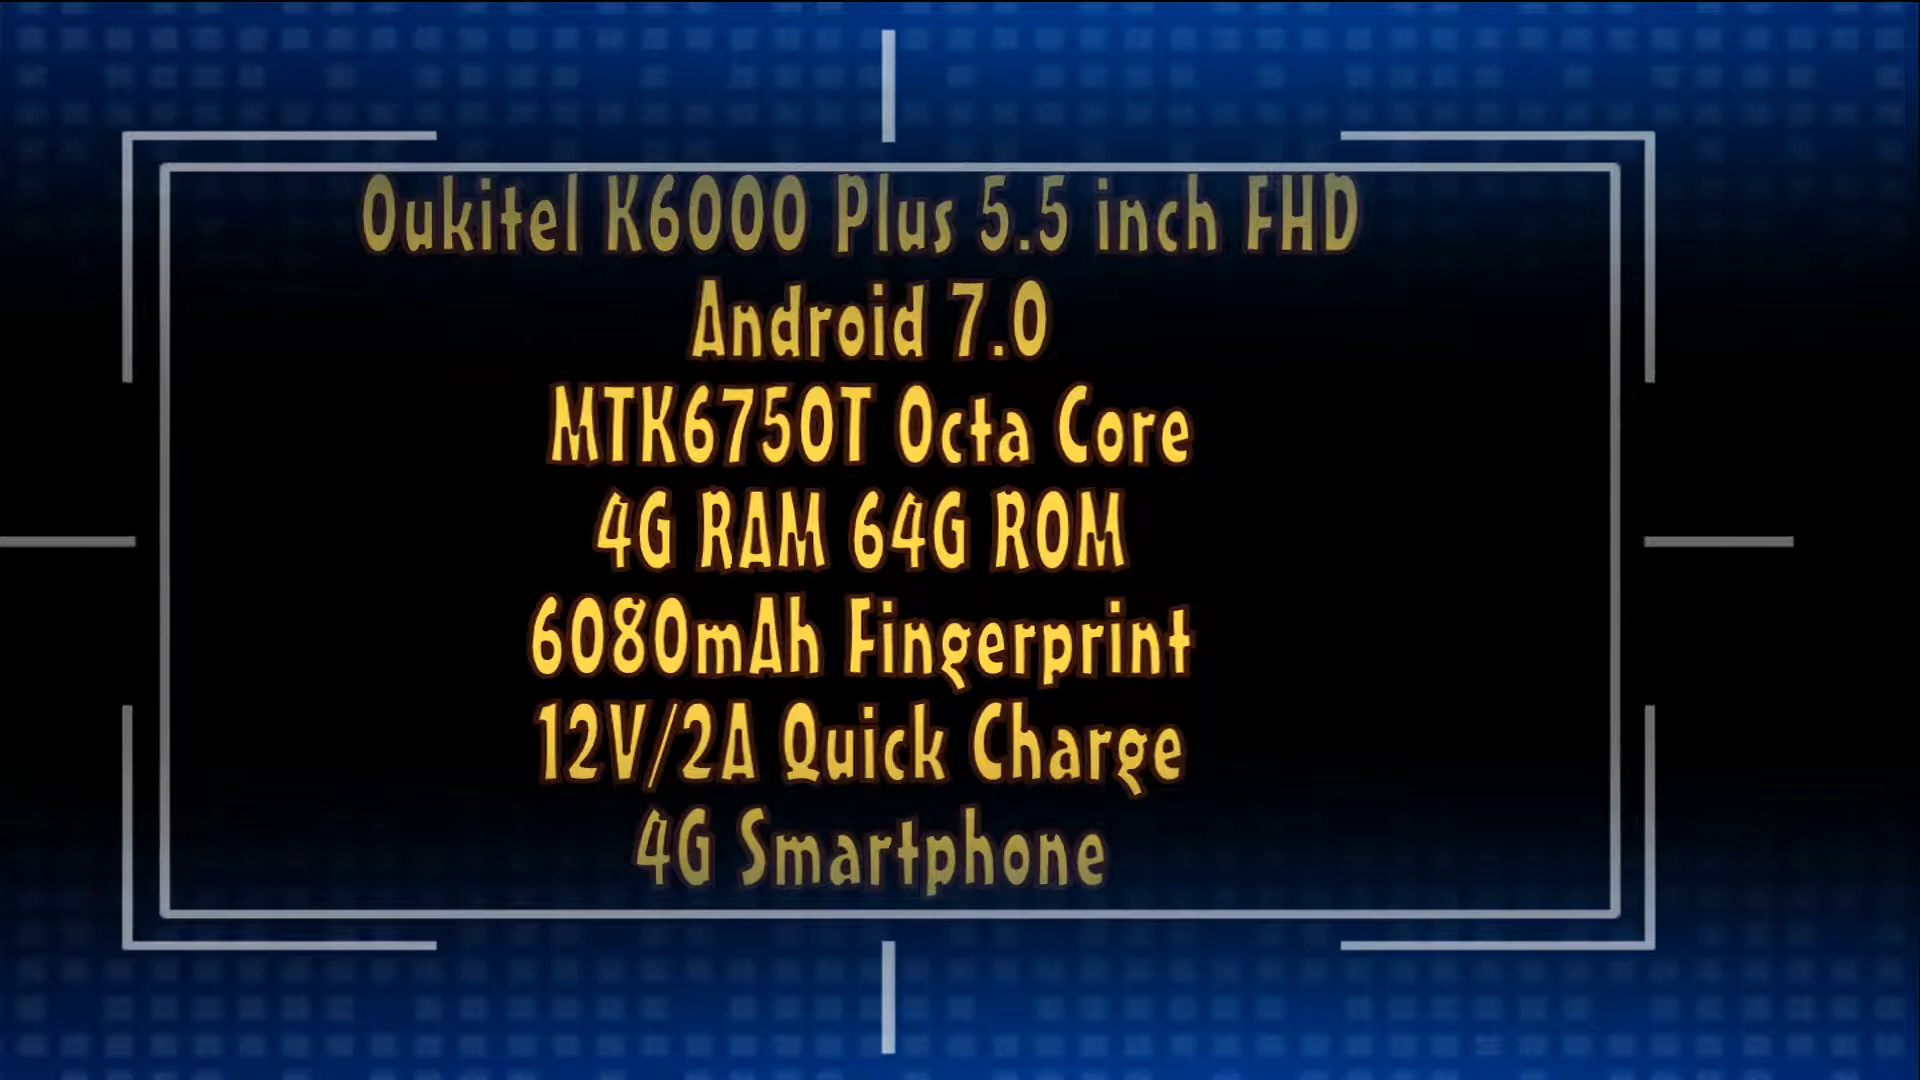 Oukitel K6000 Plus 5.5 inch FHD
Android 7.0
MTK6750T Octa Core
4G RAM 64G ROM
6080mAh Fingerprint
12V/2A Quick Charge
4G Smartphone